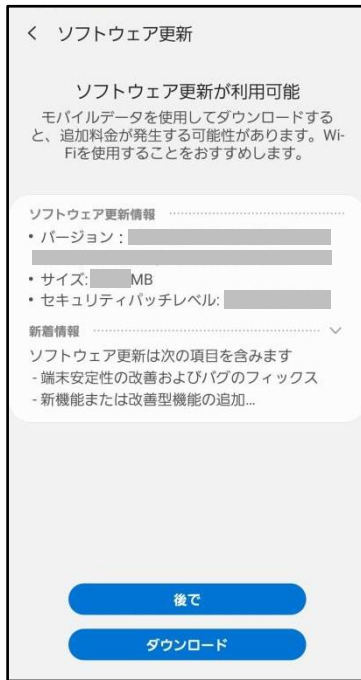 ソフトウェア更新
ソフトウェア更新が利用可能
モバイルデータを使用してダウンロードする
と、追加料金が発生する可能性があります。Wi-
Fiを使用することをおすすめします。
ソフトウェア更新情報
• バージョン：
• サイズ: MB
• セキュリティパッチレベル:
新着情報
ソフトウェア更新は次の項目を含みます
- 端末安定性の改善およびバグのフィックス
- 新機能または改善型機能の追加...
後で
ダウンロード